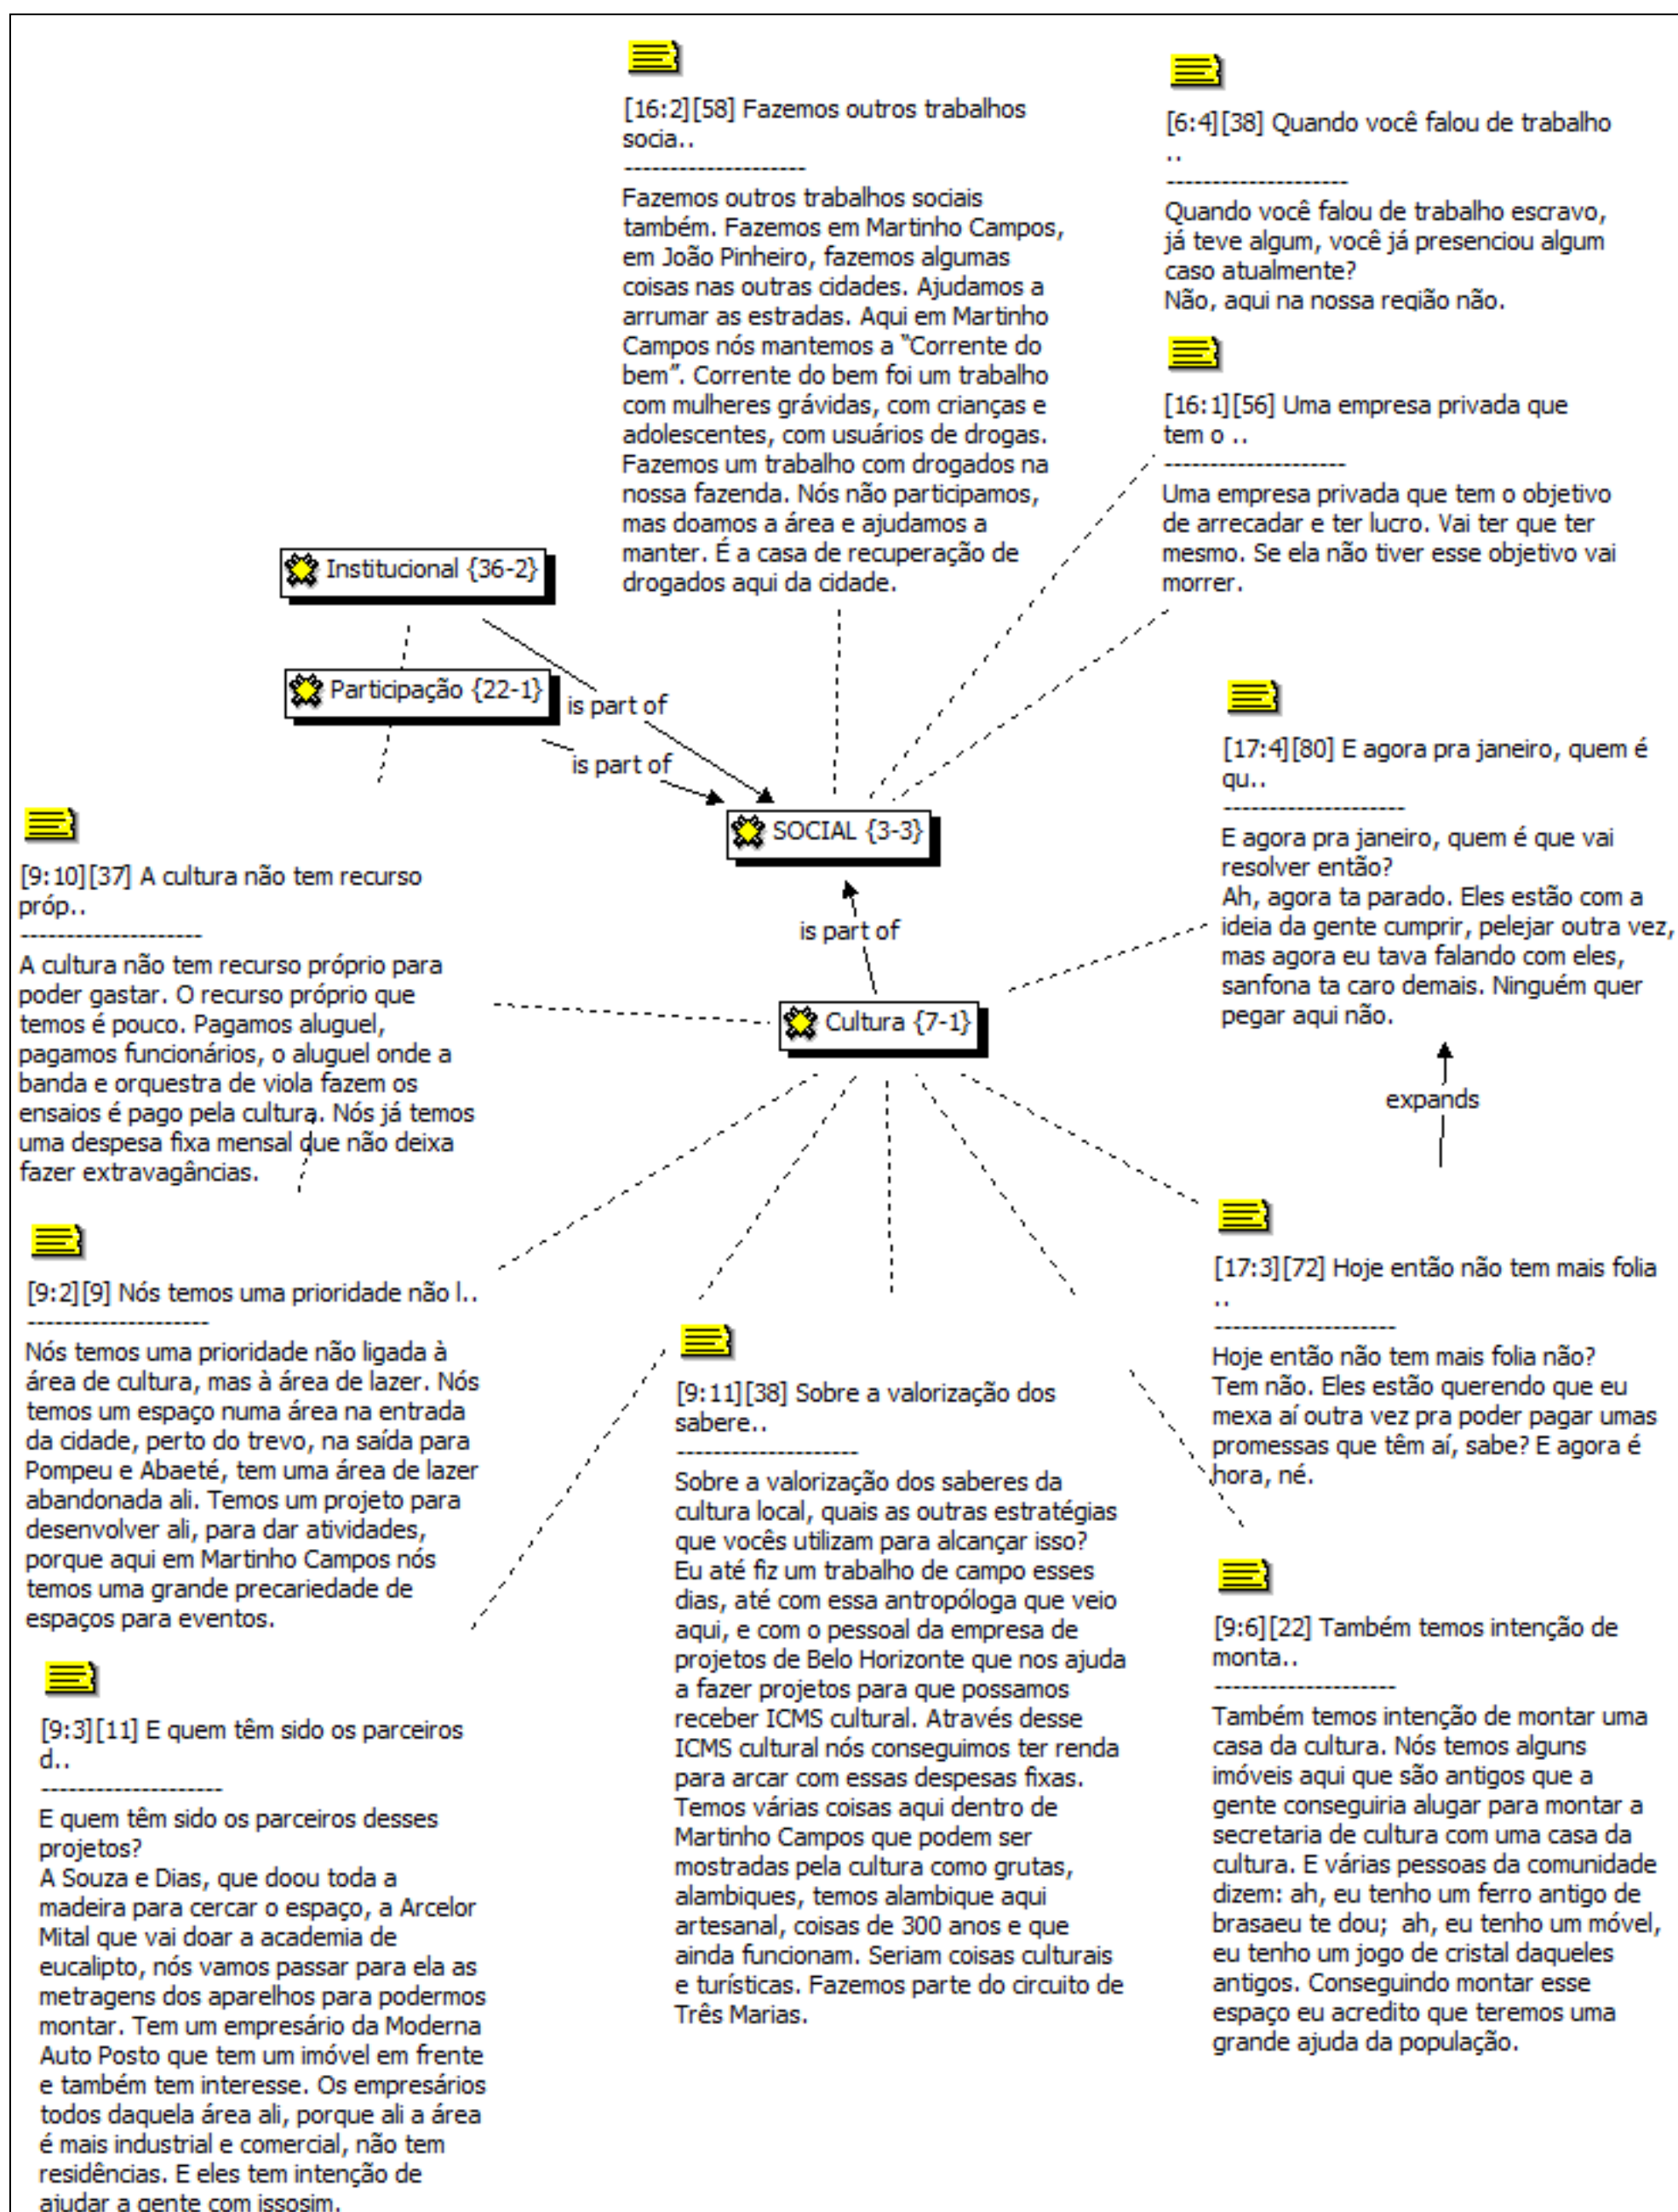 [16:2][58] Fazemos outros trabalhos
socia..
--------------------
Fazemos outros trabalhos sociais
também. Fazemos em Martinho Campos,
em João Pinheiro, fazemos algumas
coisas nas outras cidades. Ajudamos a
arrumar as estradas. Aqui em Martinho
Campos nós mantemos a “Corrente do
bem”. Corrente do bem foi um trabalho
com mulheres grávidas, com crianças e
adolescentes, com usuários de drogas.
Fazemos um trabalho com drogados na
nossa fazenda. Nós não participamos,
mas doamos a área e ajudamos a
manter. É a casa de recuperação de
drogados aqui da cidade.
[6:4][38] Quando você falou de trabalho
..
--------------------
Quando você falou de trabalho escravo,
já teve algum, você já presenciou algum
caso atualmente?
Não, aqui na nossa região não.
[16:1][56] Uma empresa privada que
tem o ..
--------------------
Uma empresa privada que tem o objetivo
de arrecadar e ter lucro. Vai ter que ter
mesmo. Se ela não tiver esse objetivo vai
morrer.
Institucional {36-2}
Participação {22-1}
is part of
is part of
SOCIAL {3-3}
is part of
Cultura {7-1}
[17:4][80] E agora pra janeiro, quem é
qu..
--------------------
E agora pra janeiro, quem é que vai
resolver então?
Ah, agora ta parado. Eles estão com a
ideia da gente cumprir, pelejar outra vez,
mas agora eu tava falando com eles,
sanfona ta caro demais. Ninguém quer
pegar aqui não.
expands
[9:10][37] A cultura não tem recurso
próp..
--------------------
A cultura não tem recurso próprio para
poder gastar. O recurso próprio que
temos é pouco. Pagamos aluguel,
pagamos funcionários, o aluguel onde a
banda e orquestra de viola fazem os
ensaios é pago pela cultura. Nós já temos
uma despesa fixa mensal que não deixa
fazer extravagâncias.
[9:2][9] Nós temos uma prioridade não l..
--------------------
Nós temos uma prioridade não ligada à
área de cultura, mas à área de lazer. Nós
temos um espaço numa área na entrada
da cidade, perto do trevo, na saída para
Pompeu e Abaeté, tem uma área de lazer
abandonada ali. Temos um projeto para
desenvolver ali, para dar atividades,
porque aqui em Martinho Campos nós
temos uma grande precariedade de
espaços para eventos.
[9:3][11] E quem têm sido os parceiros
d..
--------------------
E quem têm sido os parceiros desses
projetos?
A Souza e Dias, que doou toda a
madeira para cercar o espaço, a Arcelor
Mital que vai doar a academia de
eucalipto, nós vamos passar para ela as
metragens dos aparelhos para podermos
montar. Tem um empresário da Moderna
Auto Posto que tem um imóvel em frente
e também tem interesse. Os empresários
todos daquela área ali, porque ali a área
é mais industrial e comercial, não tem
residências. E eles tem intenção de
ajudar a gente com issosim.
[9:11][38] Sobre a valorização dos
sabere..
--------------------
Sobre a valorização dos saberes da
cultura local, quais as outras estratégias
que vocês utilizam para alcançar isso?
Eu até fiz um trabalho de campo esses
dias, até com essa antropóloga que veio
aqui, e com o pessoal da empresa de
projetos de Belo Horizonte que nos ajuda
a fazer projetos para que possamos
receber ICMS cultural. Através desse
ICMS cultural nós conseguimos ter renda
para arcar com essas despesas fixas.
Temos várias coisas aqui dentro de
Martinho Campos que podem ser
mostradas pela cultura como grutas,
alambiques, temos alambique aqui
artesanal, coisas de 300 anos e que
ainda funcionam. Seriam coisas culturais
e turísticas. Fazemos parte do circuito de
Três Marias.
[17:3][72] Hoje então não tem mais folia
..
--------------------
Hoje então não tem mais folia não?
Tem não. Eles estão querendo que eu
mexa aí outra vez pra poder pagar umas
promessas que têm aí, sabe? E agora é
hora, né.
[9:6][22] Também temos intenção de
monta..
--------------------
Também temos intenção de montar uma
casa da cultura. Nós temos alguns
imóveis aqui que são antigos que a
gente conseguiria alugar para montar a
secretaria de cultura com uma casa da
cultura. E várias pessoas da comunidade
dizem: ah, eu tenho um ferro antigo de
brasaeu te dou;  ah, eu tenho um móvel,
eu tenho um jogo de cristal daqueles
antigos. Conseguindo montar esse
espaço eu acredito que teremos uma
grande ajuda da população.